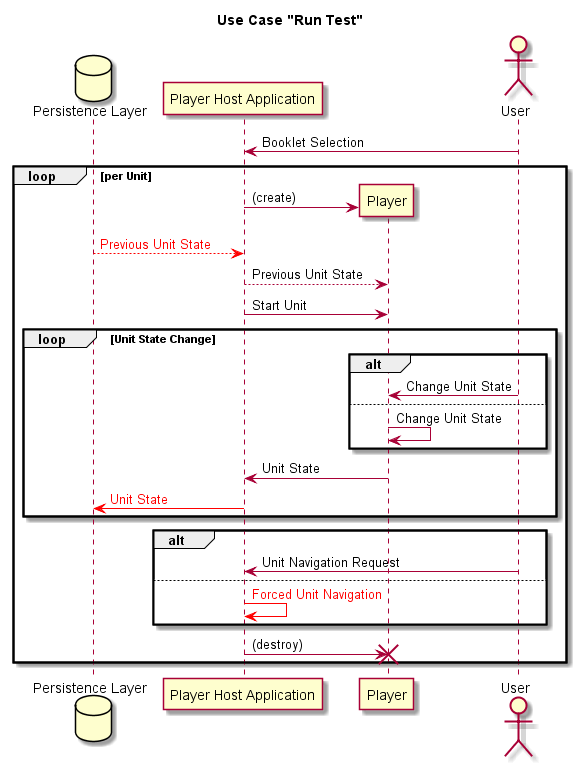 Use Case "Run Test"
Persistence Layer
Player Host Application
User
Booklet Selection
loop [per Unit]
(create)
Player
Previous Unit State
Previous Unit State
Start Unit
loop [Unit State Change]
alt
Change Unit State
Change Unit State
Unit State
Unit State
alt
Unit Navigation Request
Forced Unit Navigation
(destroy)
Persistence Layer
Player Host Application
Player
User